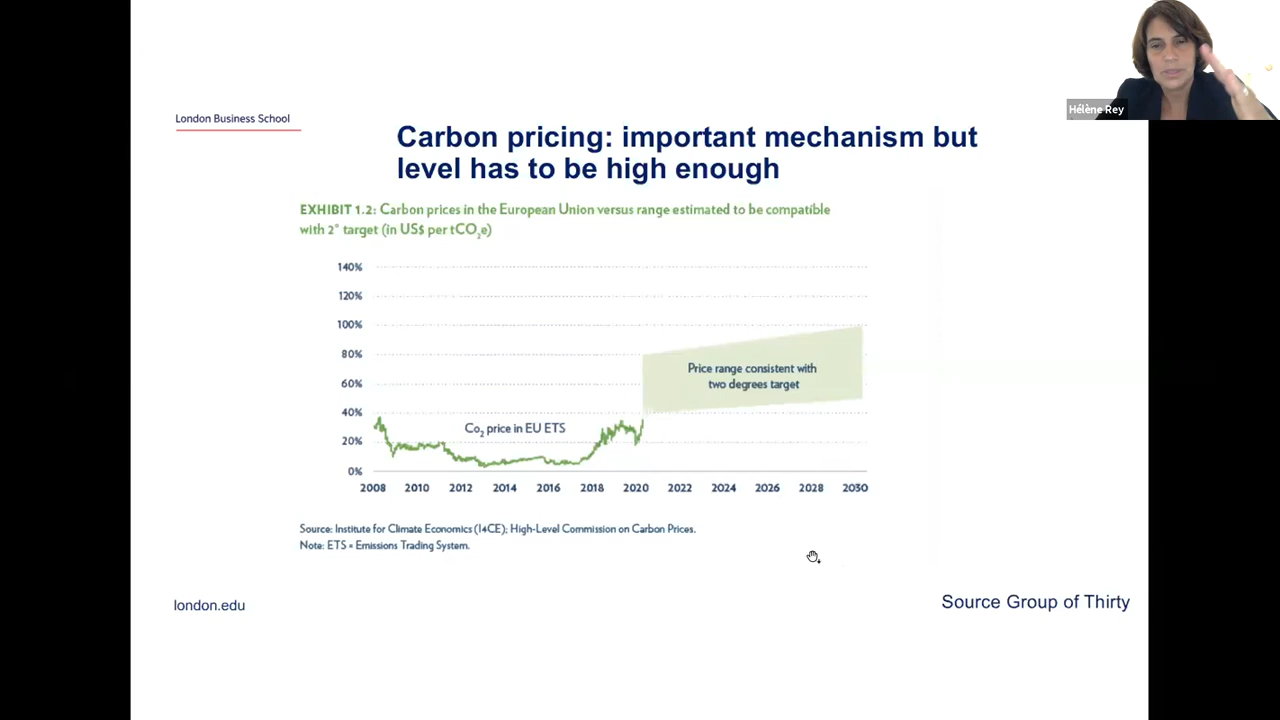 Hélène Rey
London Business School
Carbon pricing: important mechanism but
level has to be high enough
EXHIBIT 1.2: Carbon prices in the European Union versus range estimated to be compatible
with 2° target (in US$ per tCO₂e)
140%
120%
100%
80%
60%
40%
20%
0%
Price range consistent with
two degrees target
Co₂ price in EU ETS
2008 2010 2012 2014 2016 2018 2020 2022 2024 2026 2028 2030
Source: Institute for Climate Economics (I4CE); High-Level Commission on Carbon Prices.
Note: ETS = Emissions Trading System.
london.edu
Source Group of Thirty